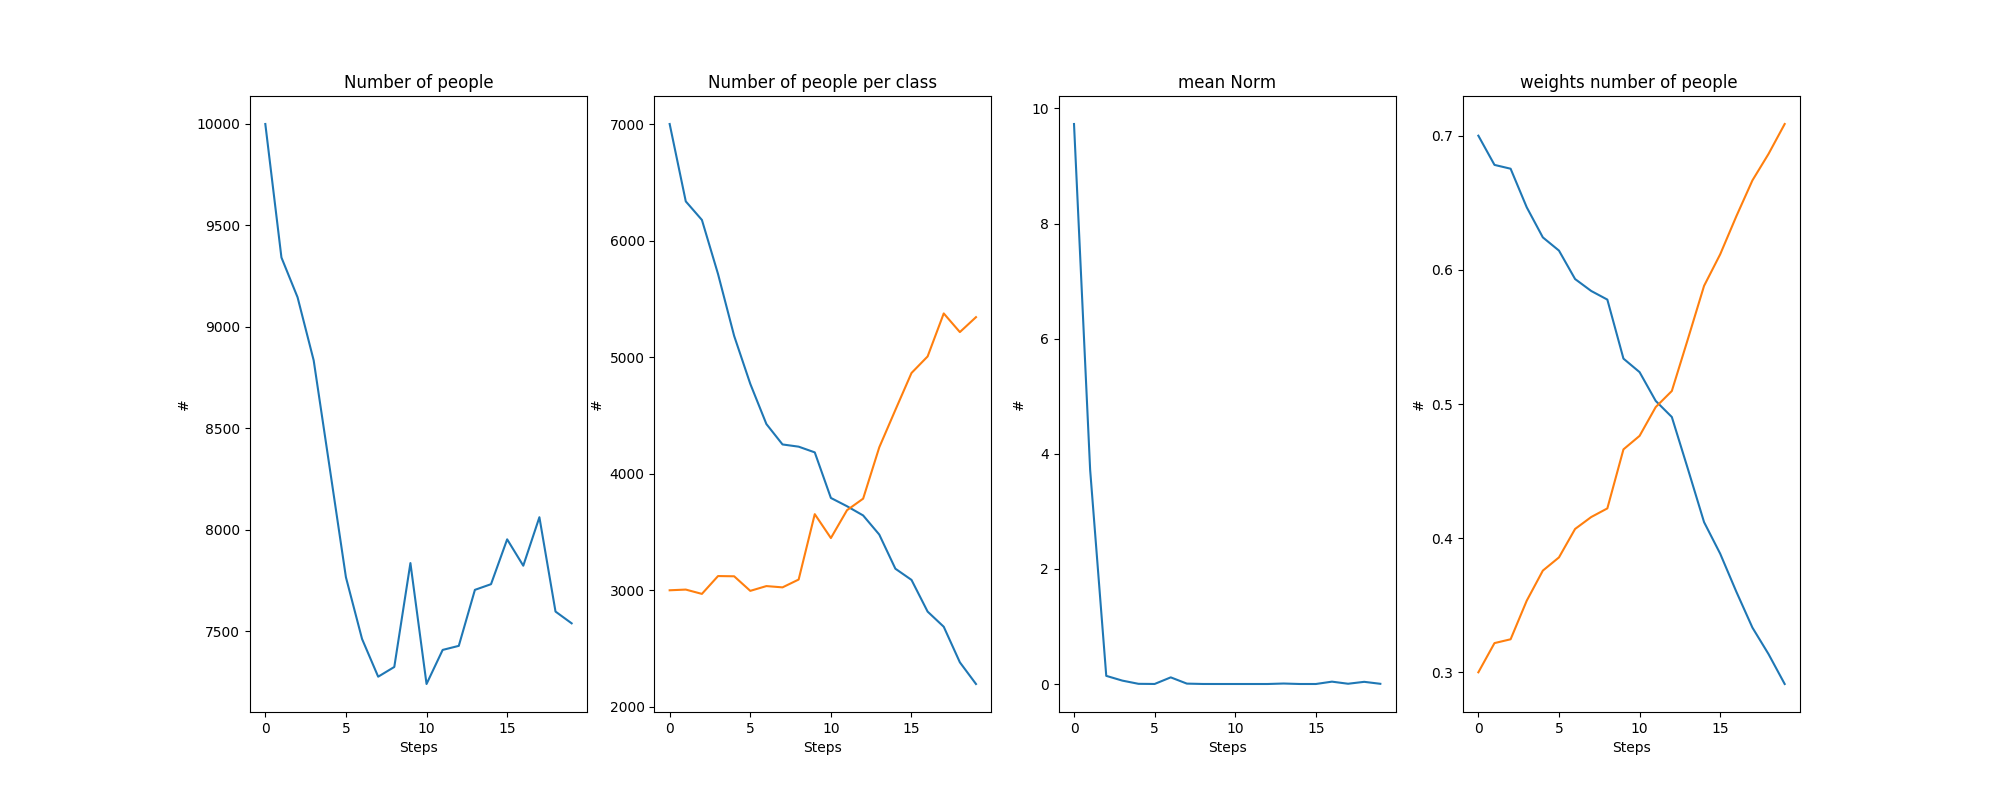 Number of people
10000
9500
9000
8500
8000
7500
#
0 5 10 15
Steps
Number of people per class
7000
6000
5000
4000
3000
2000
#
0 5 10 15
Steps
mean Norm
10
8
6
4
2
0
#
0 5 10 15
Steps
weights number of people
0.7
0.6
0.5
0.4
0.3
#
0 5 10 15
Steps